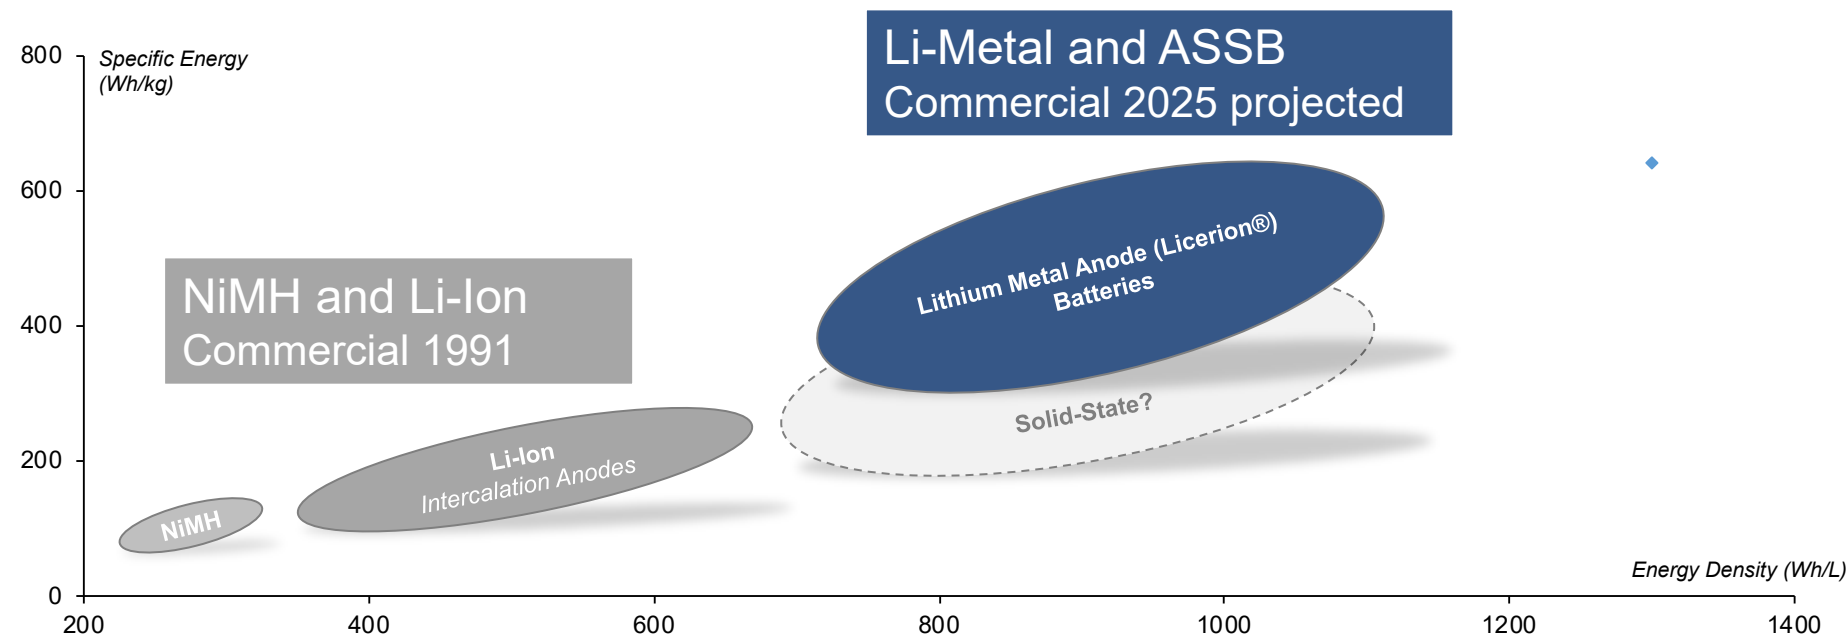 Li-Metal and ASSB
Commercial 2025 projected
800
Specific Energy
(Wh/kg)
600
Lithium Metal Anode (Licerion®)
Batteries
NiMH and Li-Ion
Commercial 1991
400
Solid-State?
Li-Ion
Intercalation Anodes
200
NiMH
Energy Density (Wh/L)
0
200 400 600 800 1000 1200 1400